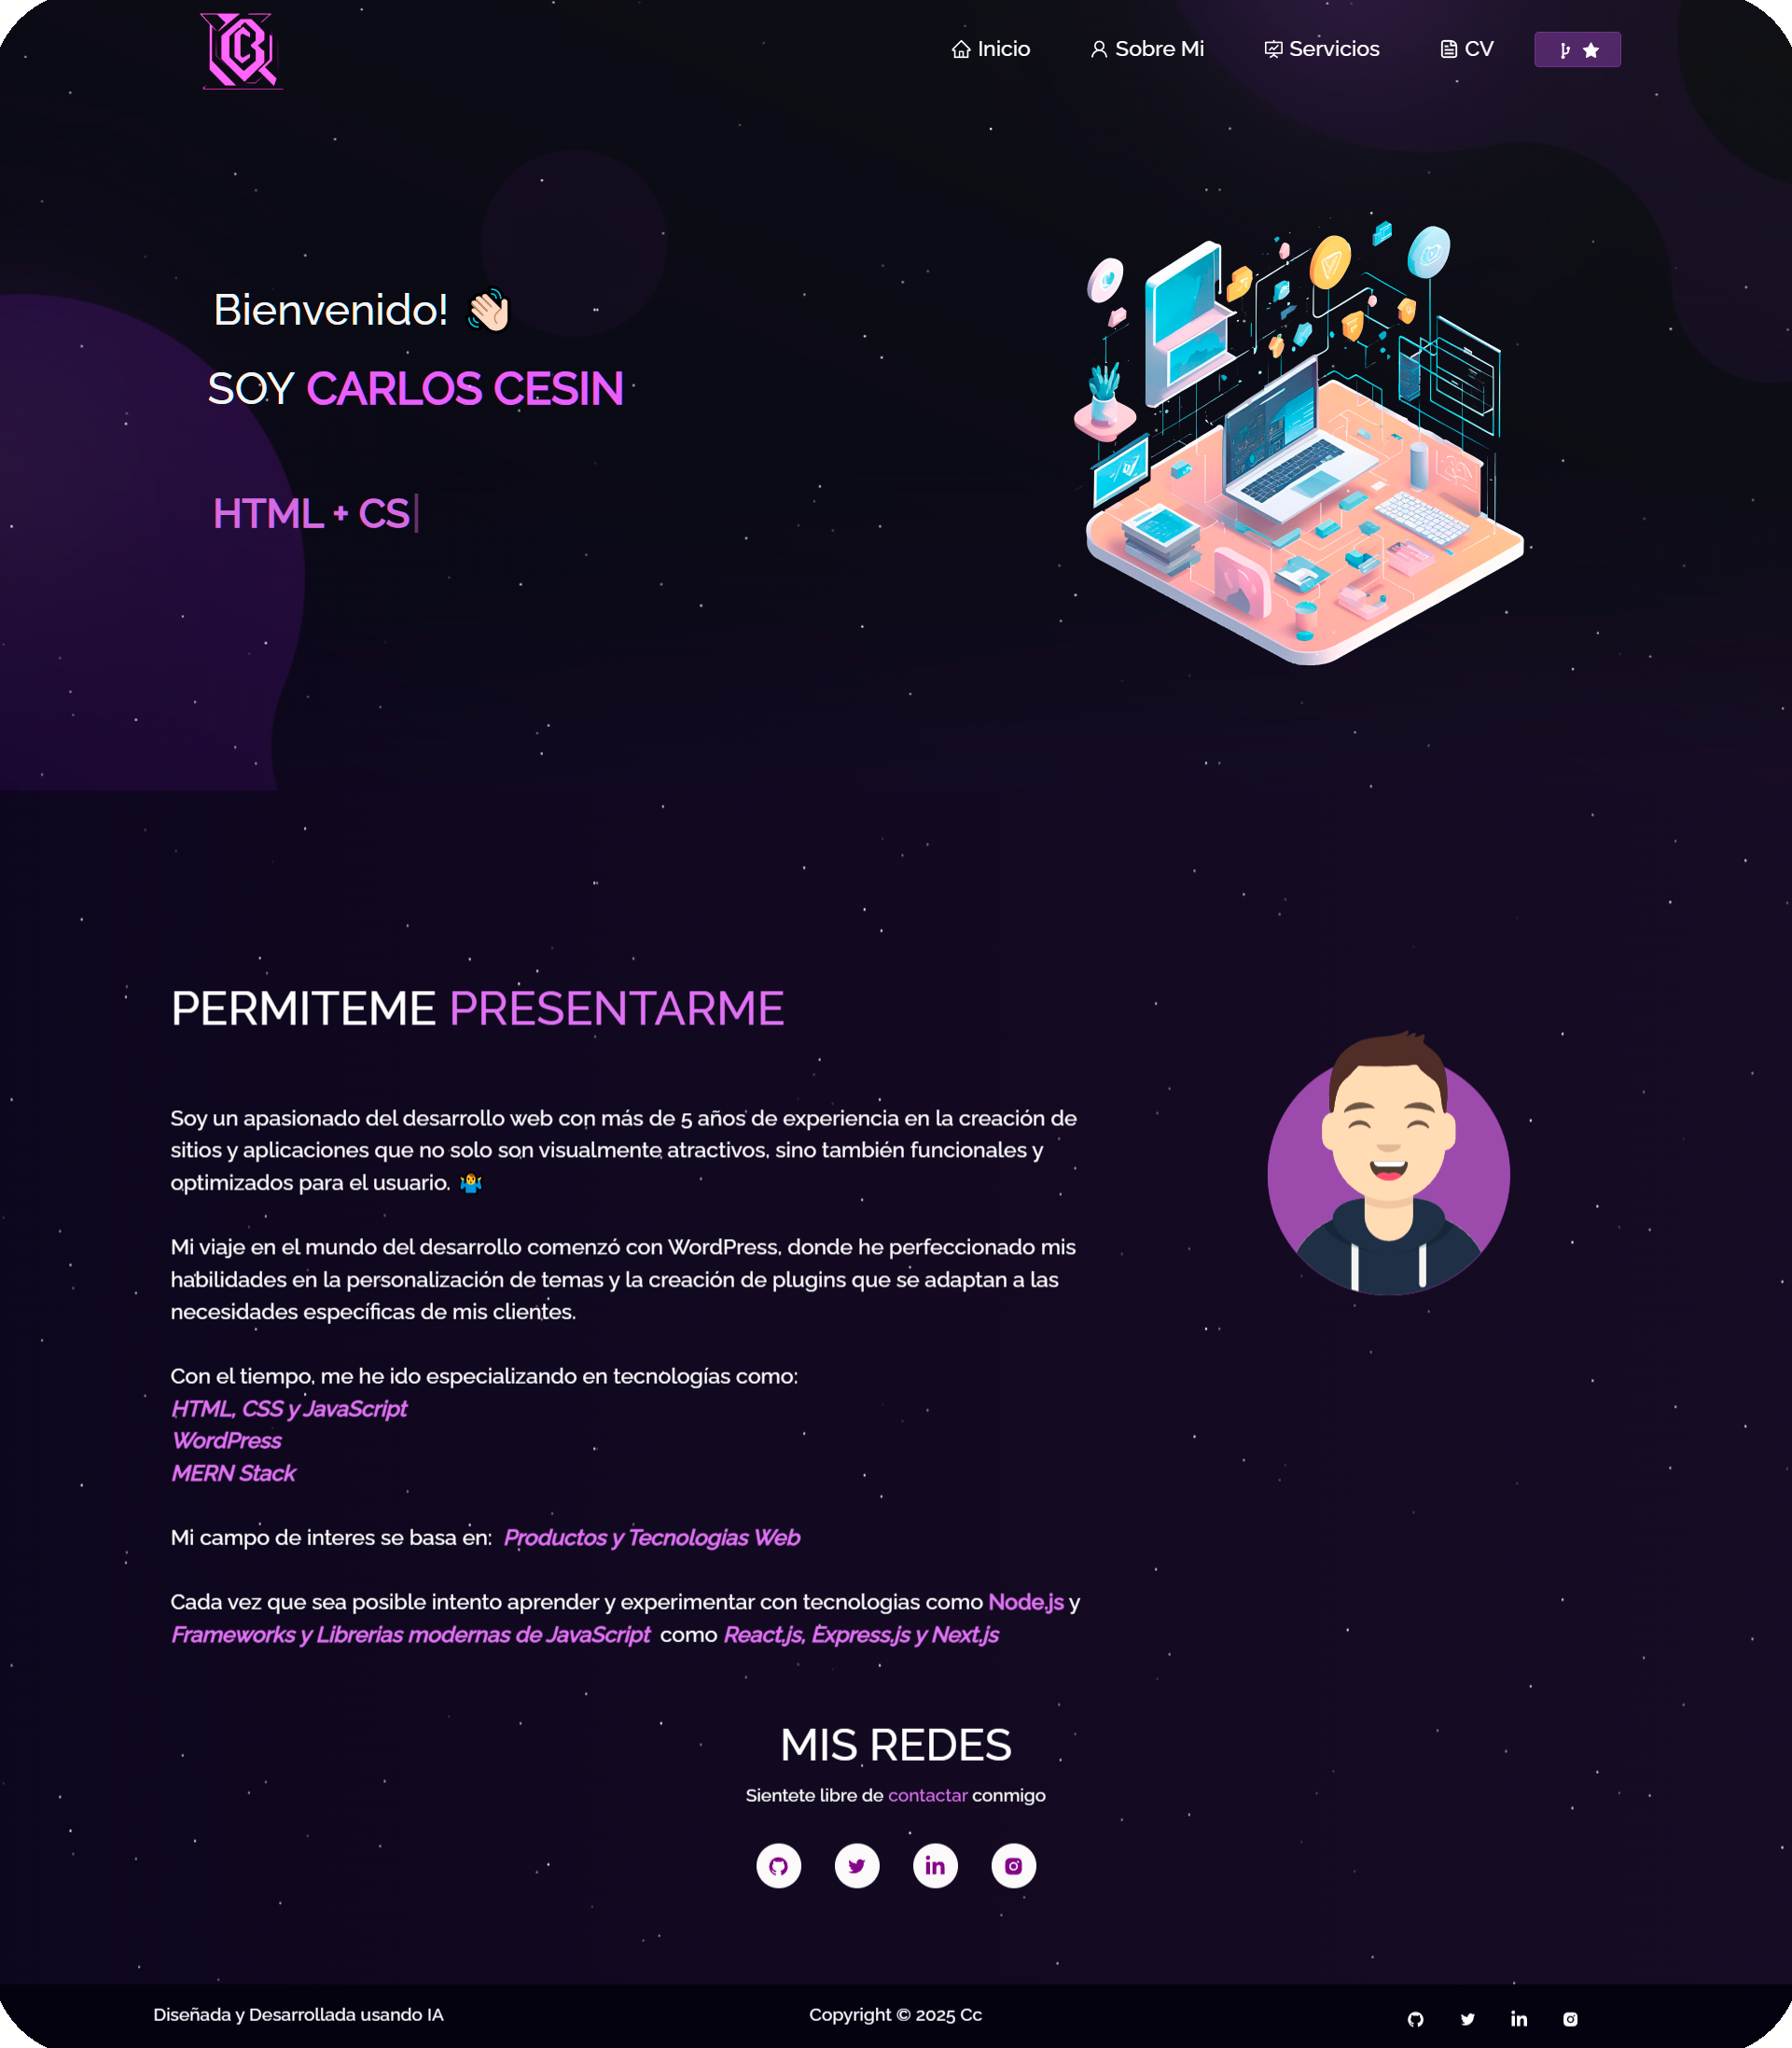 Inicio
Sobre Mi
Servicios
CV
Bienvenido! 👋🏻
SOY CARLOS CESIN
HTML + CS
PERMITEME PRESENTARME
Soy un apasionado del desarrollo web con más de 5 años de experiencia en la creación de
sitios y aplicaciones que no solo son visualmente atractivos, sino también funcionales y
optimizados para el usuario. 🤷‍♂️
Mi viaje en el mundo del desarrollo comenzó con WordPress, donde he perfeccionado mis
habilidades en la personalización de temas y la creación de plugins que se adaptan a las
necesidades específicas de mis clientes.
Con el tiempo, me he ido especializando en tecnologías como:
HTML, CSS y JavaScript
WordPress
MERN Stack
Mi campo de interes se basa en: Productos y Tecnologias Web
Cada vez que sea posible intento aprender y experimentar con tecnologias como Node.js y
Frameworks y Librerias modernas de JavaScript como React.js, Express.js y Next.js
MIS REDES
Sientete libre de contactar conmigo
Diseñada y Desarrollada usando IA
Copyright © 2025 Cc